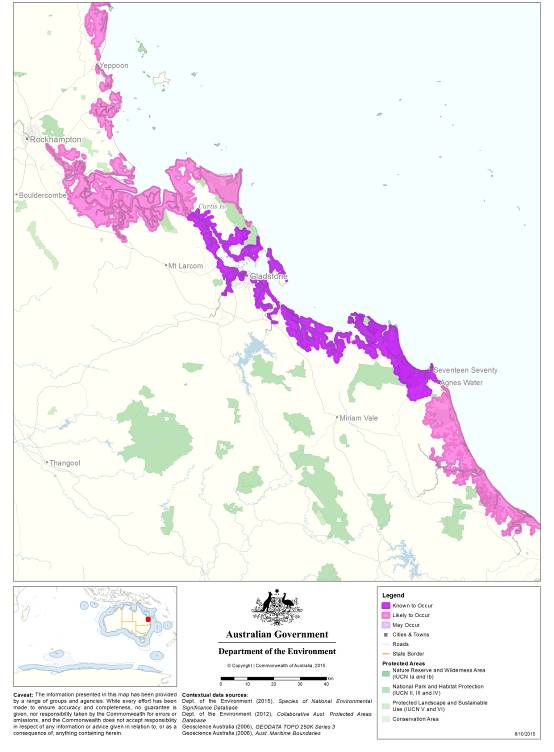 Yeppoon
Rockhampton
Bouldercombe
Curtis Is
Mt Larcom
Gladstone
Seventeen Seventy
Agnes Water
Miriam Vale
Thangool
Australian Government
Department of the Environment
© Copyright | Commonwealth of Australia, 2015
0 10 20 30 40
km
Caveat: The information presented in this map has been provided
by a range of groups and agencies. While every effort has been
made to ensure accuracy and completeness, no guarantee is
given, nor responsibility taken by the Commonwealth for errors or
omissions, and the Commonwealth does not accept responsibility
in respect of any information or advice given in relation to, or as a
consequence of, anything containing herein.
Contextual data sources:
Dept. of the Environment (2015), Species of National Environmental
Significance Database
Dept. of the Environment (2012), Collaborative Aust. Protected Areas
Database
Geoscience Australia (2006), GEODATA TOPO 250K Series 3
Geoscience Australia (2006), Aust. Maritime Boundaries
Legend
Known to Occur
Likely to Occur
May Occur
Cities & Towns
Roads
State Border
Protected Areas
Nature Reserve and Wilderness Area
(IUCN Ia and Ib)
National Park and Habitat Protection
(IUCN II, III and IV)
Protected Landscape and Sustainable
Use (IUCN V and VI)
Conservation Area
8/10/2015